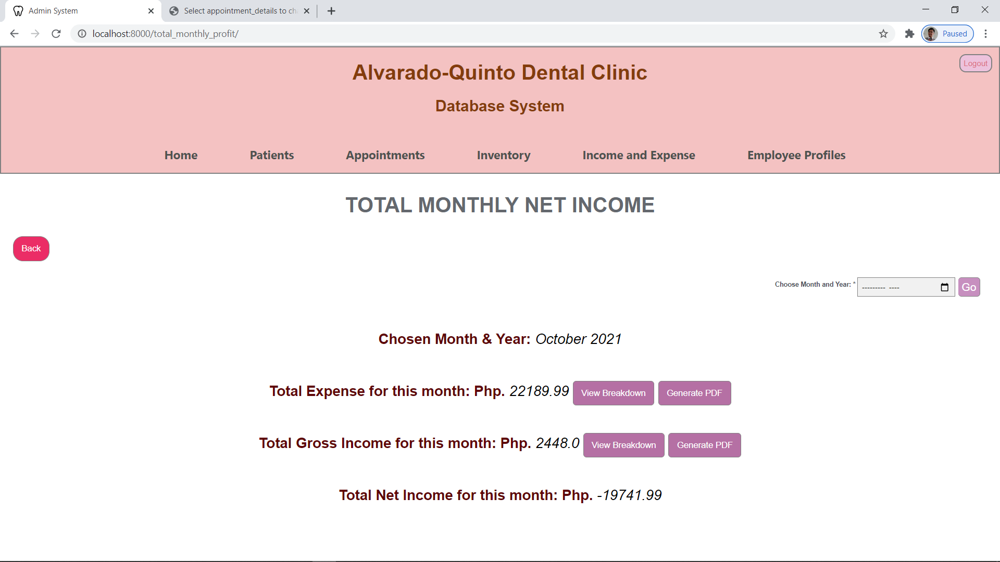 Admin System
Select appointment_details to ch
localhost:8000/total_monthly_profit/
Paused
Logout
Alvarado-Quinto Dental Clinic
Database System
Home Patients Appointments Inventory Income and Expense Employee Profiles
TOTAL MONTHLY NET INCOME
Back
Choose Month and Year: * --------- ---- Go
Chosen Month & Year: October 2021
Total Expense for this month: Php. 22189.99 View Breakdown Generate PDF
Total Gross Income for this month: Php. 2448.0 View Breakdown Generate PDF
Total Net Income for this month: Php. -19741.99